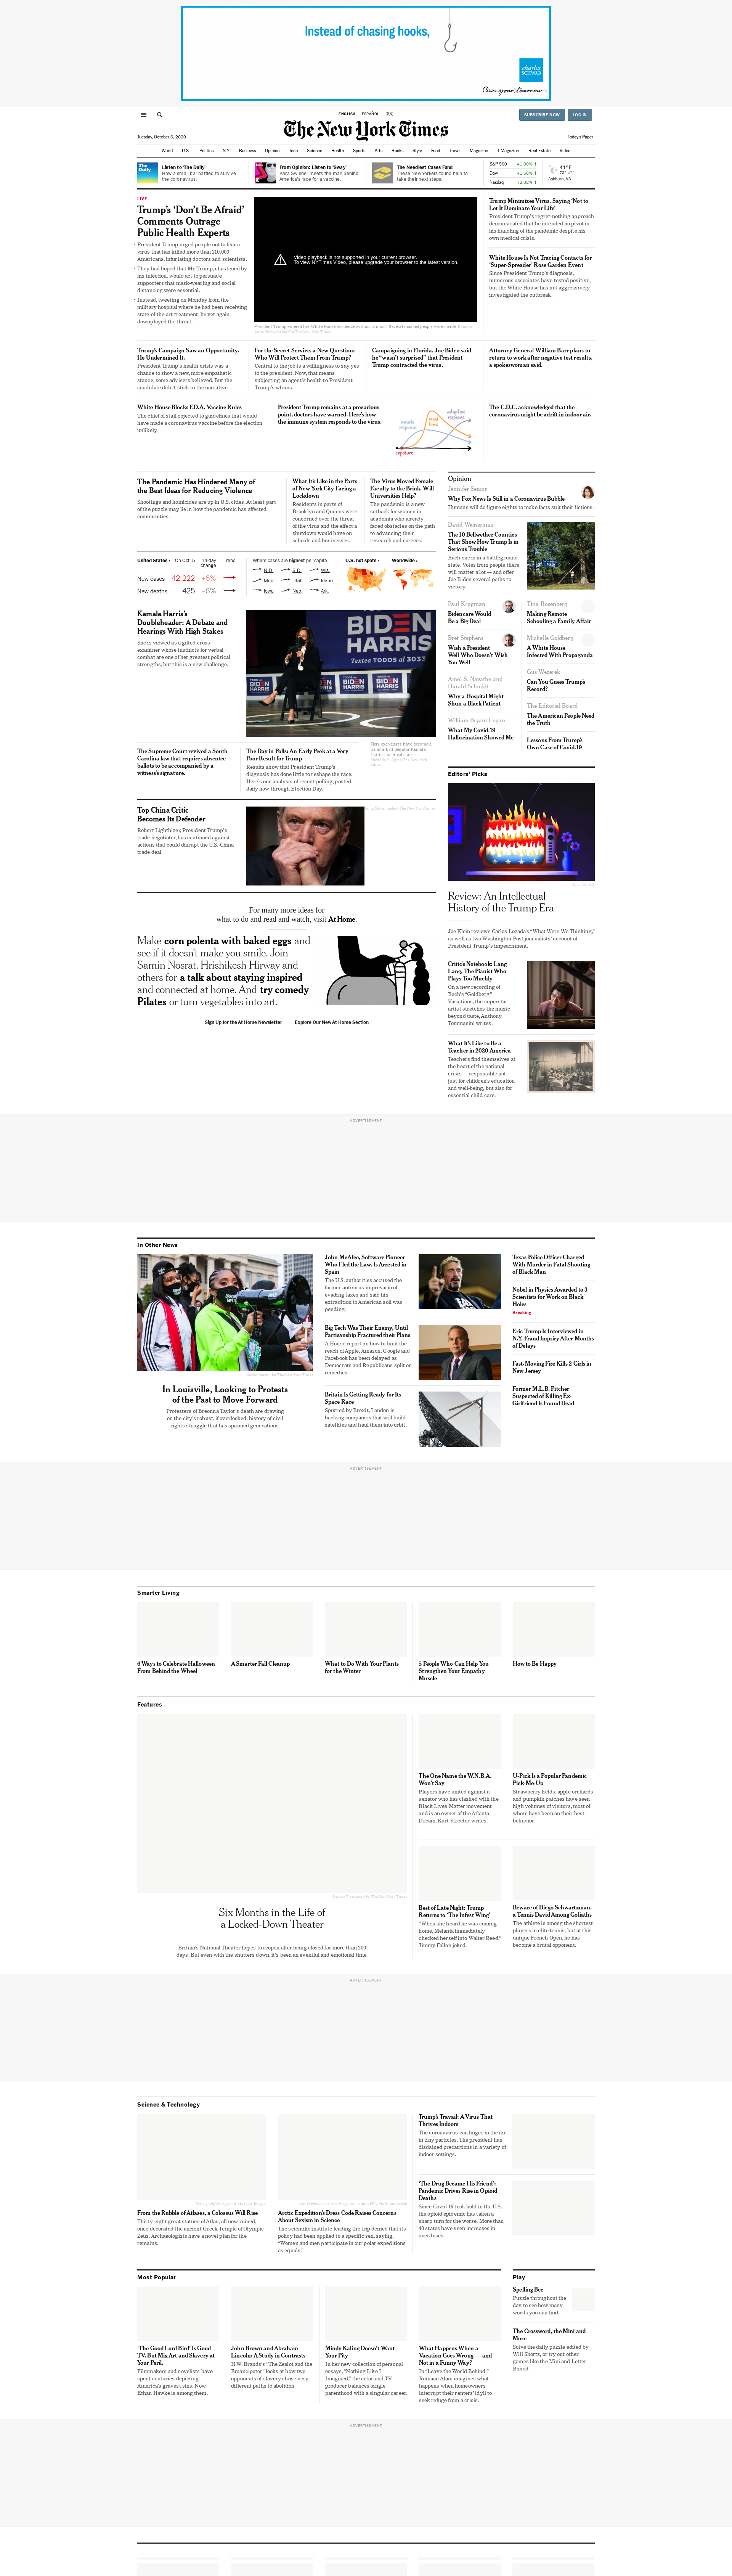 Instead of chasing hooks,
charles
SCHWAB
Own your tomorrow
ENGLISH ESPAÑOL 中文
SUBSCRIBE NOW LOG IN
The New York Times
Tuesday, October 6, 2020
Today's Paper
World U.S. Politics N.Y. Business Opinion Tech Science Health Sports Arts Books Style Food Travel Magazine T Magazine Real Estate Video
The
Daily
Listen to 'The Daily'
How a small bar battled to survive
the coronavirus.
From Opinion: Listen to 'Sway'
Kara Swisher meets the man behind
America's race for a vaccine.
The Neediest Cases Fund
These New Yorkers found help to
take their next steps.
S&P 500 +1.80% ↑
Dow +1.68% ↑
Nasdaq +2.32% ↑
41°F
Ashburn, VA
LIVE
Trump's 'Don't Be Afraid'
Comments Outrage
Public Health Experts
President Trump urged people not to fear a
virus that has killed more than 210,000
Americans, infuriating doctors and scientists.
They had hoped that Mr. Trump, chastened by
his infection, would act to persuade
supporters that mask-wearing and social
distancing were essential.
Instead, tweeting on Monday from the
military hospital where he had been receiving
state-of-the-art treatment, he yet again
downplayed the threat.
Video playback is not supported in your current browser.
To view NYTimes Video, please upgrade your browser to the latest version.
President Trump entered the White House residence without a mask. Several masked people were inside.
Trump Minimizes Virus, Saying 'Not to
Let It Dominate Your Life'
President Trump's regret-nothing approach
demonstrated that he intended no pivot in
his handling of the pandemic despite his
own medical crisis.
White House Is Not Tracing Contacts for
'Super-Spreader' Rose Garden Event
Since President Trump's diagnosis,
numerous associates have tested positive,
but the White House has not aggressively
investigated the outbreak.
Trump's Campaign Saw an Opportunity.
He Undermined It.
President Trump's health crisis was a
chance to show a new, more empathetic
stance, some advisers believed. But the
candidate didn't stick to the narrative.
For the Secret Service, a New Question:
Who Will Protect Them From Trump?
Central to the job is a willingness to say yes
to the president. Now, that means
subjecting an agent's health to President
Trump's whims.
Campaigning in Florida, Joe Biden said
he "wasn't surprised" that President
Trump contracted the virus.
Attorney General William Barr plans to
return to work after negative test results,
a spokeswoman said.
White House Blocks F.D.A. Vaccine Rules
The chief of staff objected to guidelines that would
have made a coronavirus vaccine before the election
unlikely.
President Trump remains at a precarious
point, doctors have warned. Here's how
the immune system responds to the virus.
innate
response
viral
load
adaptive
response
exposure
The C.D.C. acknowledged that the
coronavirus might be adrift in indoor air.
The Pandemic Has Hindered Many of
the Best Ideas for Reducing Violence
Shootings and homicides are up in U.S. cities. At least part
of the puzzle may lie in how the pandemic has affected
communities.
What It's Like in the Parts
of New York City Facing a
Lockdown
Residents in parts of
Brooklyn and Queens were
concerned over the threat
of the virus and the effect a
shutdown would have on
schools and businesses.
The Virus Moved Female
Faculty to the Brink. Will
Universities Help?
The pandemic is a new
setback for women in
academia who already
faced obstacles on the path
to advancing their
research and careers.
United States › On Oct. 5 14-day
change Trend
New cases 42,222 +6%
New deaths 425 –6%
Where cases are highest per capita
N.D. S.D. Wis.
Mont. Utah Idaho
Iowa Neb. Ark.
U.S. hot spots › Worldwide ›
Kamala Harris's
Doubleheader: A Debate and
Hearings With High Stakes
She is viewed as a gifted cross-
examiner whose instincts for verbal
combat are one of her greatest political
strengths, but this is a new challenge.
BIDEN
HARRIS
Textea TODOS al 30330
Fiery exchanges have become a
hallmark of Senator Kamala
Harris's political career.
The Supreme Court revived a South
Carolina law that requires absentee
ballots to be accompanied by a
witness's signature.
The Day in Polls: An Early Peek at a Very
Poor Result for Trump
Results show that President Trump's
diagnosis has done little to reshape the race.
Here's our analysis of recent polling, posted
daily now through Election Day.
Top China Critic
Becomes Its Defender
Robert Lighthizer, President Trump's
trade negotiator, has cautioned against
actions that could disrupt the U.S.-China
trade deal.
For many more ideas for
what to do and read and watch, visit At Home.
Make corn polenta with baked eggs and
see if it doesn't make you smile. Join
Samin Nosrat, Hrishikesh Hirway and
others for a talk about staying inspired
and connected at home. And try comedy
Pilates or turn vegetables into art.
Sign Up for the At Home Newsletter Explore Our New At Home Section
Opinion
Jennifer Senior
Why Fox News Is Still in a Coronavirus Bubble
Humans will do figure eights to make facts suit their fictions.
David Wasserman
The 10 Bellwether Counties
That Show How Trump Is in
Serious Trouble
Each one is in a battleground
state. Votes from people there
will matter a lot — and offer
Joe Biden several paths to
victory.
Paul Krugman
Bidencare Would
Be a Big Deal
Bret Stephens
Wish a President
Well Who Doesn't Wish
You Well
Amol S. Navathe and
Harald Schmidt
Why a Hospital Might
Shun a Black Patient
William Bryant Logan
What My Covid-19
Hallucination Showed Me
Tina Rosenberg
Making Remote
Schooling a Family Affair
Michelle Goldberg
A White House
Infected With Propaganda
Gus Wezerek
Can You Guess Trump's
Record?
The Editorial Board
The American People Need
the Truth
Lessons From Trump's
Own Case of Covid-19
Editors' Picks
Review: An Intellectual
History of the Trump Era
Joe Klein reviews Carlos Lozada's "What Were We Thinking,"
as well as two Washington Post journalists' account of
President Trump's impeachment.
Critic's Notebook: Lang
Lang, The Pianist Who
Plays Too Muchly
On a new recording of
Bach's "Goldberg"
Variations, the superstar
artist stretches the music
beyond taste, Anthony
Tommasini writes.
What It's Like to Be a
Teacher in 2020 America
Teachers find themselves at
the heart of the national
crisis — responsible not
just for children's education
and well-being, but also for
essential child care.
ADVERTISEMENT
In Other News
In Louisville, Looking to Protests
of the Past to Move Forward
Protesters of Breonna Taylor's death are drawing
on the city's robust, if overlooked, history of civil
rights struggle that has spanned generations.
John McAfee, Software Pioneer
Who Fled the Law, Is Arrested in
Spain
The U.S. authorities accused the
former antivirus impresario of
evading taxes and said his
extradition to American soil was
pending.
Big Tech Was Their Enemy, Until
Partisanship Fractured their Plans
A House report on how to limit the
reach of Apple, Amazon, Google and
Facebook has been delayed as
Democrats and Republicans split on
remedies.
Britain Is Getting Ready for Its
Space Race
Spurred by Brexit, London is
backing companies that will build
satellites and haul them into orbit.
Texas Police Officer Charged
With Murder in Fatal Shooting
of Black Man
Nobel in Physics Awarded to 3
Scientists for Work on Black
Holes
Breaking
Eric Trump Is Interviewed in
N.Y. Fraud Inquiry After Months
of Delays
Fast-Moving Fire Kills 2 Girls in
New Jersey
Former M.L.B. Pitcher
Suspected of Killing Ex-
Girlfriend Is Found Dead
ADVERTISEMENT
Smarter Living
6 Ways to Celebrate Halloween
From Behind the Wheel
A Smarter Fall Cleanup
What to Do With Your Plants
for the Winter
5 People Who Can Help You
Strengthen Your Empathy
Muscle
How to Be Happy
Features
Six Months in the Life of
a Locked-Down Theater
Britain's National Theater hopes to reopen after being closed for more than 200
days. But even with the shutters down, it's been an eventful and emotional time.
The One Name the W.N.B.A.
Won't Say
Players have united against a
senator who has clashed with the
Black Lives Matter movement
and is an owner of the Atlanta
Dream, Kurt Streeter writes.
U-Pick Is a Popular Pandemic
Pick-Me-Up
Strawberry fields, apple orchards
and pumpkin patches have seen
high volumes of visitors, most of
whom have been on their best
behavior.
Best of Late Night: Trump
Returns to 'The Infest Wing'
"When she heard he was coming
home, Melania immediately
checked herself into Walter Reed,"
Jimmy Fallon joked.
Beware of Diego Schwartzman,
a Tennis David Among Goliaths
The athlete is among the shortest
players in elite tennis, but at this
unique French Open, he has
become a brutal opponent.
ADVERTISEMENT
Science & Technology
From the Rubble of Atlases, a Colossus Will Rise
Thirty-eight great statues of Atlas, all now ruined,
once decorated the ancient Greek Temple of Olympic
Zeus. Archaeologists have a novel plan for the
remains.
Arctic Expedition's Dress Code Raises Concerns
About Sexism in Science
The scientific institute leading the trip denied that its
policy had been applied to a specific sex, saying,
"Women and men participate in our polar expeditions
as equals."
Trump's Travail: A Virus That
Thrives Indoors
The coronavirus can linger in the air
in tiny particles. The president has
disdained precautions in a variety of
indoor settings.
'The Drug Became His Friend':
Pandemic Drives Rise in Opioid
Deaths
Since Covid-19 took hold in the U.S.,
the opioid epidemic has taken a
sharp turn for the worse. More than
40 states have seen increases in
overdoses.
Most Popular
'The Good Lord Bird' Is Good
TV. But Mix Art and Slavery at
Your Peril.
Filmmakers and novelists have
spent centuries depicting
America's gravest sins. Now
Ethan Hawke is among them.
John Brown and Abraham
Lincoln: A Study in Contrasts
H.W. Brands's "The Zealot and the
Emancipator" looks at how two
opponents of slavery chose very
different paths to abolition.
Mindy Kaling Doesn't Want
Your Pity
In her new collection of personal
essays, "Nothing Like I
Imagined," the actor and TV
producer balances single
parenthood with a singular career.
What Happens When a
Vacation Goes Wrong — and
Not in a Funny Way?
In "Leave the World Behind,"
Rumaan Alam imagines what
happens when homeowners
interrupt their renters' idyll to
seek refuge from a crisis.
Play
Spelling Bee
Puzzle throughout the
day to see how many
words you can find.
The Crossword, the Mini and
More
Solve the daily puzzle edited by
Will Shortz, or try out other
games like the Mini and Letter
Boxed.
ADVERTISEMENT